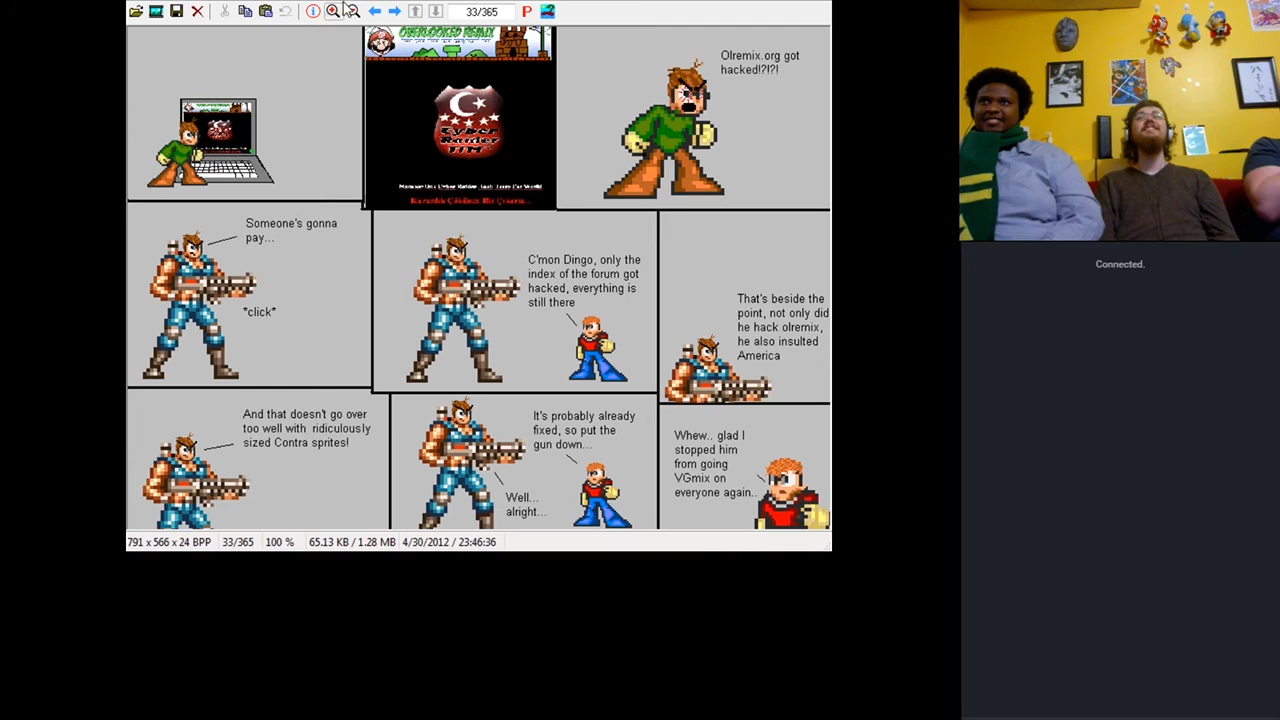 33/365
OVERLOOKED REMIX
Cyber
Raider
TIM
Olremix.org got
hacked!?!?!
Someone's gonna
pay...
*click*
C'mon Dingo, only the
index of the forum got
hacked, everything is
still there
That's beside the
point, not only did
he hack olremix,
he also insulted
America
And that doesn't go over
too well with ridiculously
sized Contra sprites!
It's probably already
fixed, so put the
gun down...
Well...
alright...
Whew.. glad I
stopped him
from going
VGmix on
everyone again..
791 x 566 x 24 BPP 33/365 100 % 65.13 KB / 1.28 MB 4/30/2012 / 23:46:36
Connected.